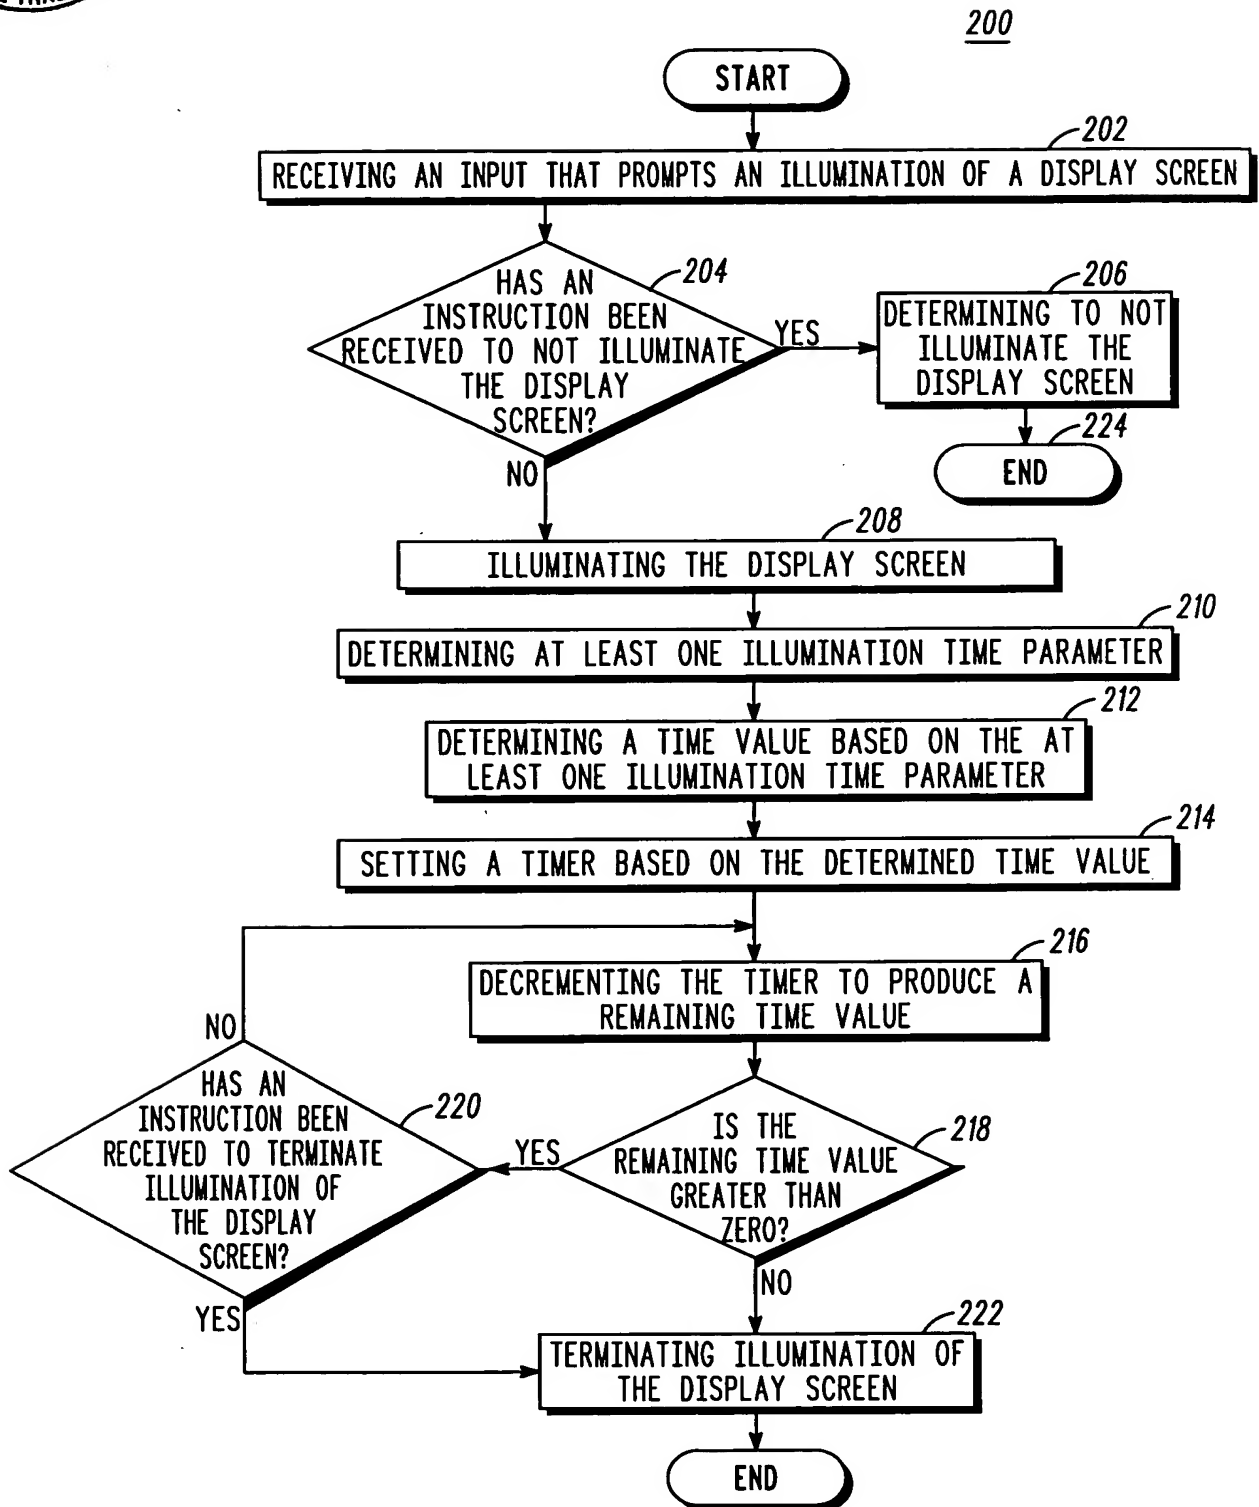 200
START
202
RECEIVING AN INPUT THAT PROMPTS AN ILLUMINATION OF A DISPLAY SCREEN
204
HAS AN
INSTRUCTION BEEN
RECEIVED TO NOT ILLUMINATE
THE DISPLAY
SCREEN?
YES
206
DETERMINING TO NOT
ILLUMINATE THE
DISPLAY SCREEN
224
END
NO
208
ILLUMINATING THE DISPLAY SCREEN
210
DETERMINING AT LEAST ONE ILLUMINATION TIME PARAMETER
212
DETERMINING A TIME VALUE BASED ON THE AT
LEAST ONE ILLUMINATION TIME PARAMETER
214
SETTING A TIMER BASED ON THE DETERMINED TIME VALUE
216
DECREMENTING THE TIMER TO PRODUCE A
REMAINING TIME VALUE
218
IS THE
REMAINING TIME VALUE
GREATER THAN
ZERO?
YES
220
HAS AN
INSTRUCTION BEEN
RECEIVED TO TERMINATE
ILLUMINATION OF
THE DISPLAY
SCREEN?
NO
YES
NO
222
TERMINATING ILLUMINATION OF
THE DISPLAY SCREEN
END